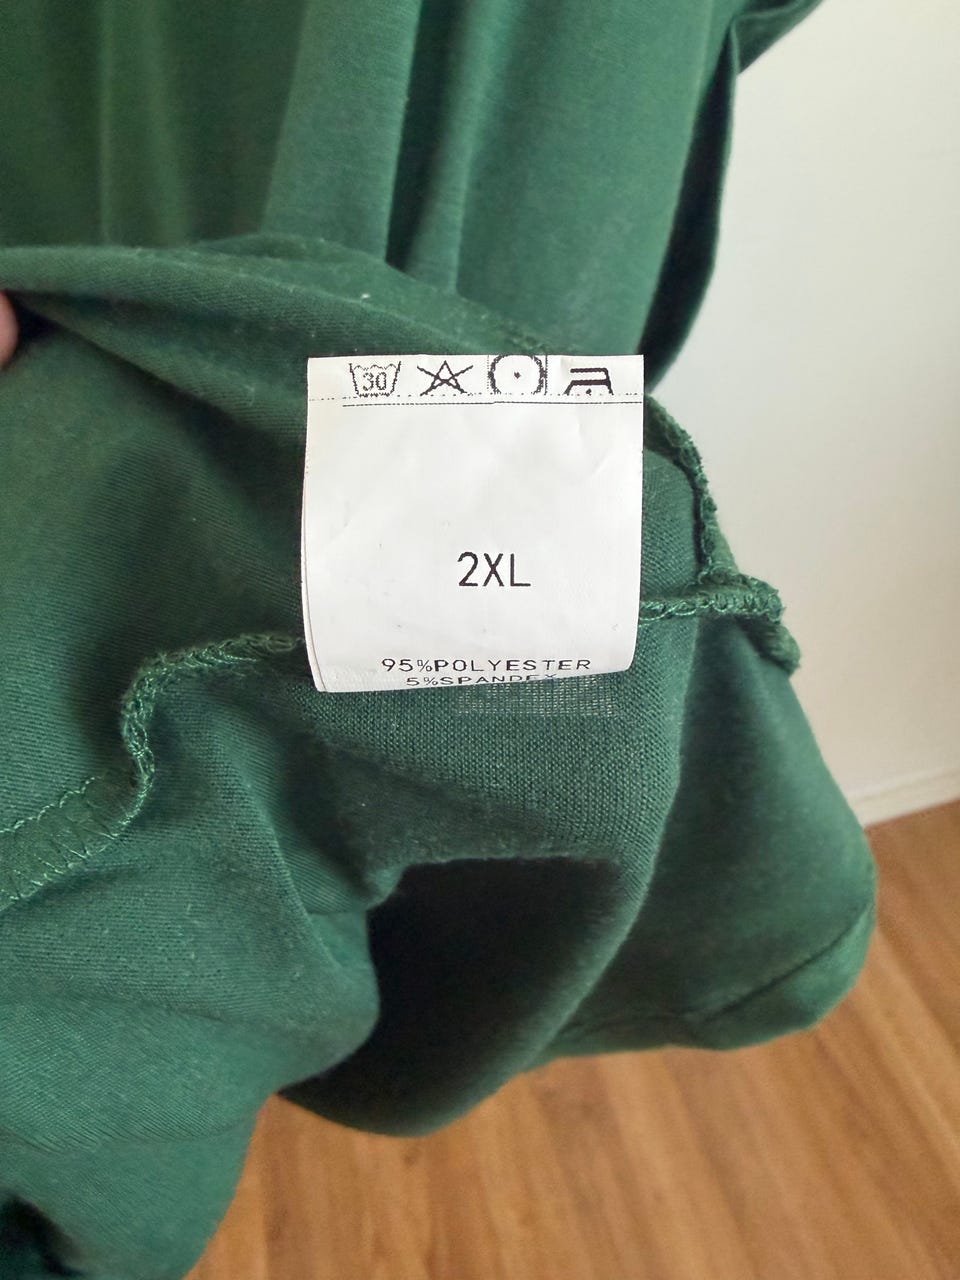 30
2XL
95%POLYESTER
5%SPANDEX